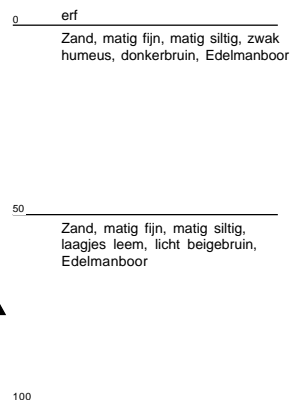 0 erf
Zand, matig fijn, matig siltig, zwak
humeus, donkerbruin, Edelmanboor
50
Zand, matig fijn, matig siltig,
laagjes leem, licht beigebruin,
Edelmanboor
100